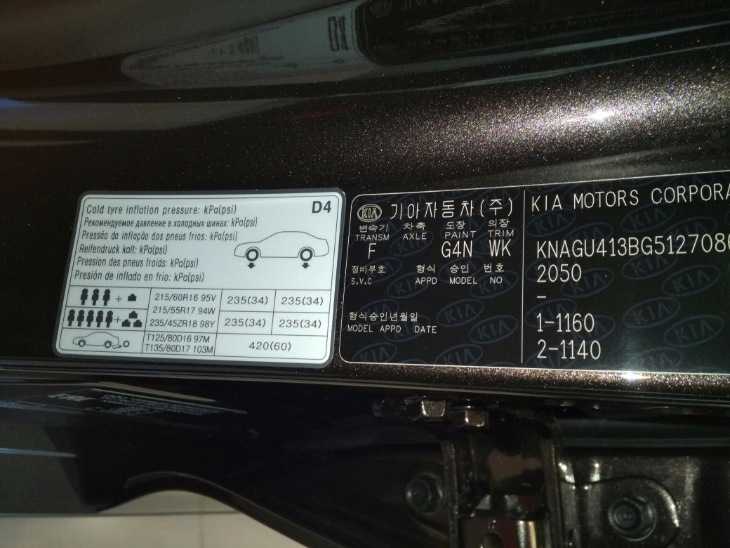 Cold tyre inflation pressure: kPa(psi) D4
Рекомендуемое давление в холодных шинах: kPa(psi)
Pressão de inflação dos pneus frios: kPa(psi)
Reifendruck kalt: kPa(psi)
Pression des pneus froids: kPa(psi)
Presión de inflado en frio: kPa(psi)
215/60R16 95V
215/55R17 94W
235/45ZR18 98Y
235(34) 235(34)
235(34) 235(34)
T125/80D16 97M
T135/80D17 103M
420(60)
KIA 기아자동차(주)
변속기 차축 도장 의장
TRANSM AXLE PAINT TRIM
F G4N WK
정비부호 형식 승인 번호
S.V.C APPD MODEL NO
형식승인년월일
MODEL APPD DATE
KIA MOTORS CORPORA
KNAGU413BG5127080
2050
-
1-1160
2-1140